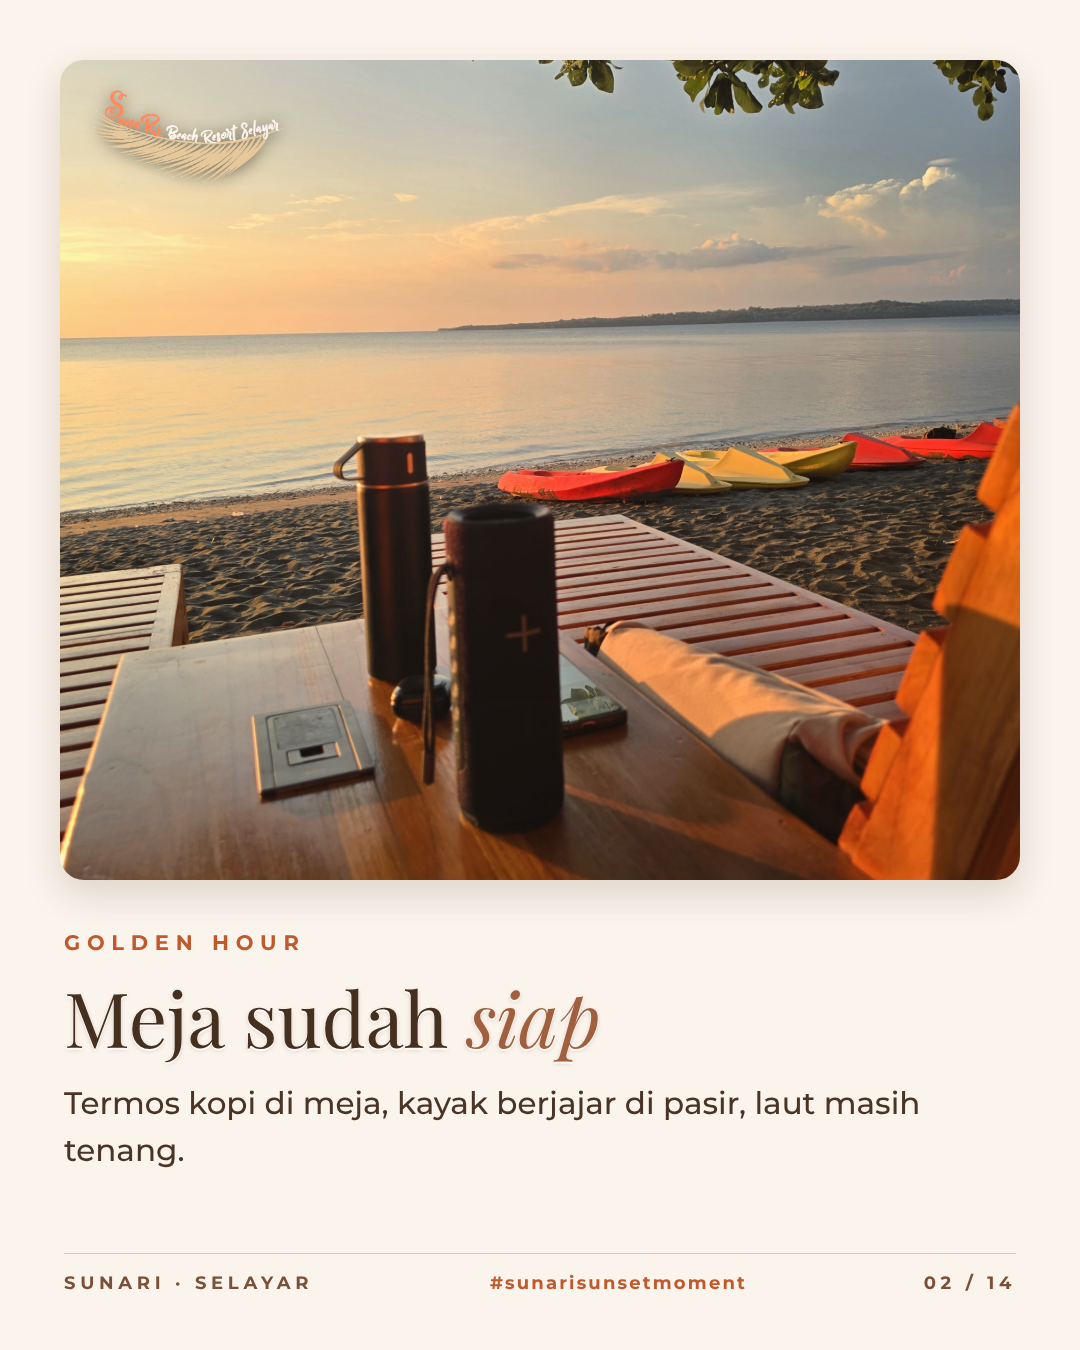 SunaRi Beach Resort Selayar
GOLDEN HOUR
Meja sudah siap
Termos kopi di meja, kayak berjajar di pasir, laut masih
tenang.
SUNARI · SELAYAR
#sunarisunsetmoment
02 / 14